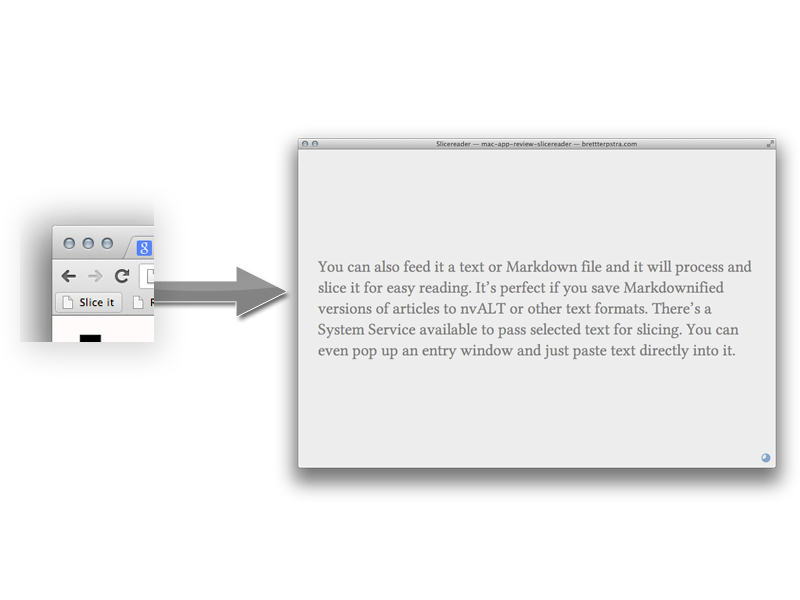 Slicereader — mac-app-review-slicereader — brettterpstra.com
8
Slice it
You can also feed it a text or Markdown file and it will process and
slice it for easy reading. It’s perfect if you save Markdownified
versions of articles to nvALT or other text formats. There’s a
System Service available to pass selected text for slicing. You can
even pop up an entry window and just paste text directly into it.